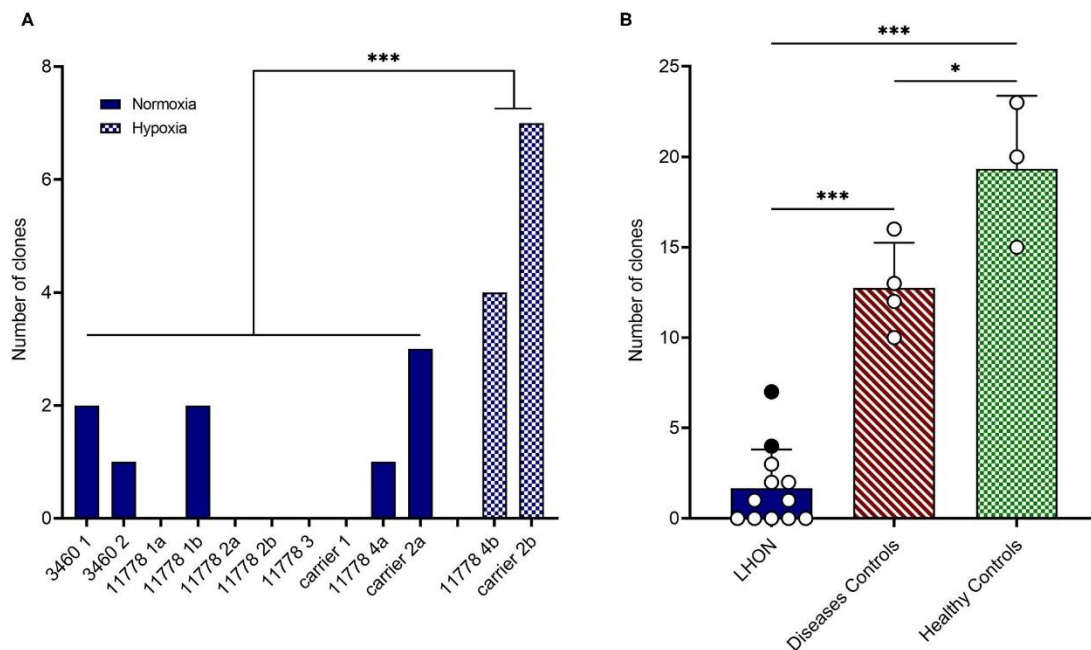 A
Number of clones
8
6
4
2
0
Normoxia
Hypoxia
***
3460 1
3460 2
11778 1a
11778 1b
11778 2a
11778 2b
11778 3
carrier 1
11778 4a
carrier 2a
11778 4b
carrier 2b
B
Number of clones
25
20
15
10
5
0
***
*
***
LHON
Diseases Controls
Healthy Controls